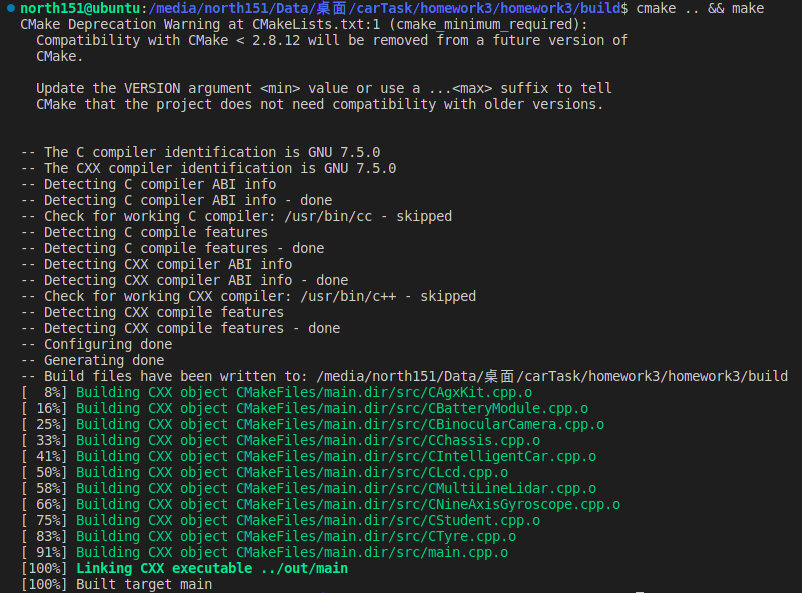 north151@ubuntu:/media/north151/Data/桌面/carTask/homework3/homework3/build$ cmake .. && make
CMake Deprecation Warning at CMakeLists.txt:1 (cmake_minimum_required):
  Compatibility with CMake < 2.8.12 will be removed from a future version of
  CMake.

  Update the VERSION argument <min> value or use a ...<max> suffix to tell
  CMake that the project does not need compatibility with older versions.


-- The C compiler identification is GNU 7.5.0
-- The CXX compiler identification is GNU 7.5.0
-- Detecting C compiler ABI info
-- Detecting C compiler ABI info - done
-- Check for working C compiler: /usr/bin/cc - skipped
-- Detecting C compile features
-- Detecting C compile features - done
-- Detecting CXX compiler ABI info
-- Detecting CXX compiler ABI info - done
-- Check for working CXX compiler: /usr/bin/c++ - skipped
-- Detecting CXX compile features
-- Detecting CXX compile features - done
-- Configuring done
-- Generating done
-- Build files have been written to: /media/north151/Data/桌面/carTask/homework3/homework3/build
[  8%] Building CXX object CMakeFiles/main.dir/src/CAgxKit.cpp.o
[ 16%] Building CXX object CMakeFiles/main.dir/src/CBatteryModule.cpp.o
[ 25%] Building CXX object CMakeFiles/main.dir/src/CBinocularCamera.cpp.o
[ 33%] Building CXX object CMakeFiles/main.dir/src/CChassis.cpp.o
[ 41%] Building CXX object CMakeFiles/main.dir/src/CIntelligentCar.cpp.o
[ 50%] Building CXX object CMakeFiles/main.dir/src/CLcd.cpp.o
[ 58%] Building CXX object CMakeFiles/main.dir/src/CMultiLineLidar.cpp.o
[ 66%] Building CXX object CMakeFiles/main.dir/src/CNineAxisGyroscope.cpp.o
[ 75%] Building CXX object CMakeFiles/main.dir/src/CStudent.cpp.o
[ 83%] Building CXX object CMakeFiles/main.dir/src/CTyre.cpp.o
[ 91%] Building CXX object CMakeFiles/main.dir/src/main.cpp.o
[100%] Linking CXX executable ../out/main
[100%] Built target main